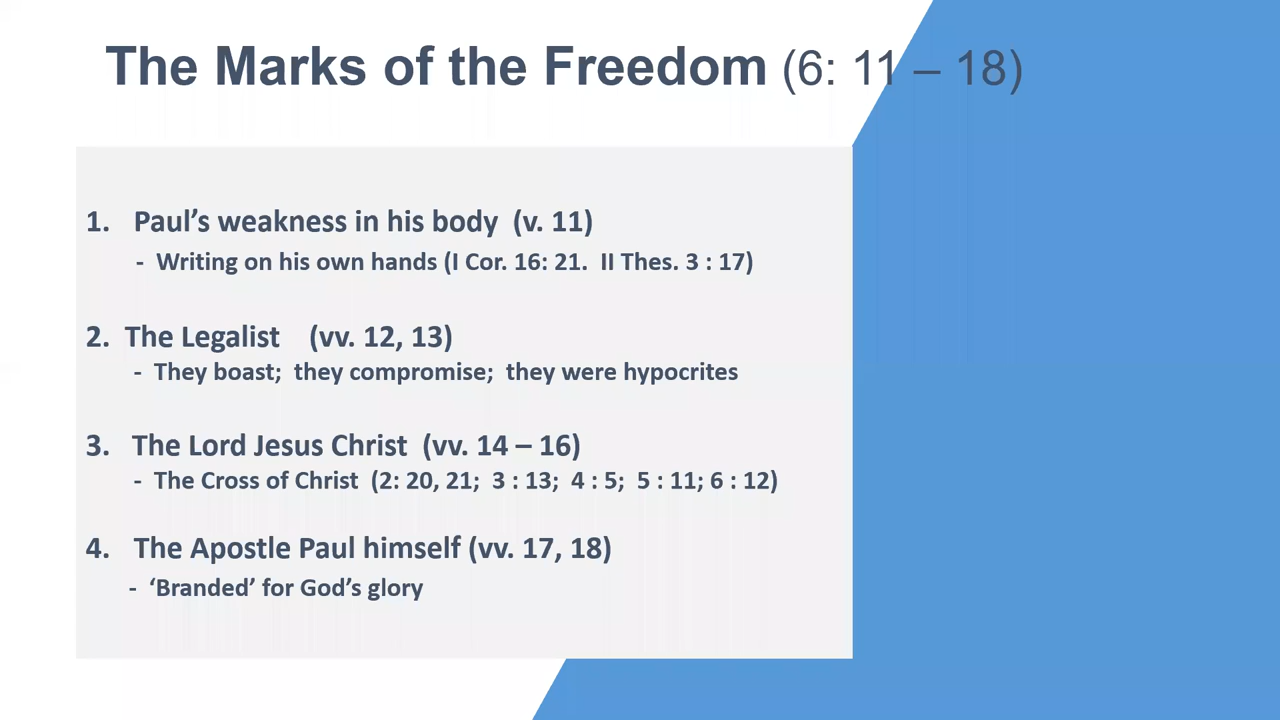 The Marks of the Freedom (6: 11 – 18)
1. Paul’s weakness in his body (v. 11)
- Writing on his own hands (I Cor. 16: 21. II Thes. 3 : 17)
2. The Legalist (vv. 12, 13)
- They boast; they compromise; they were hypocrites
3. The Lord Jesus Christ (vv. 14 – 16)
- The Cross of Christ (2: 20, 21; 3 : 13; 4 : 5; 5 : 11; 6 : 12)
4. The Apostle Paul himself (vv. 17, 18)
- ‘Branded’ for God’s glory